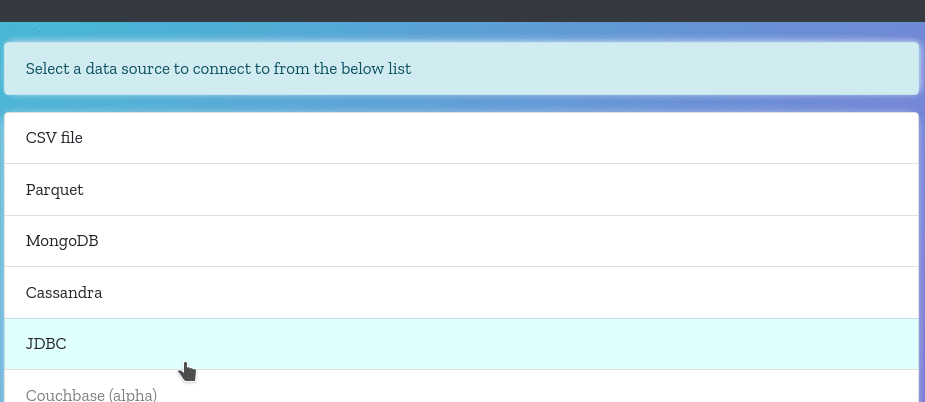 Select a data source to connect to from the below list
CSV file
Parquet
MongoDB
Cassandra
JDBC
Couchbase (alpha)